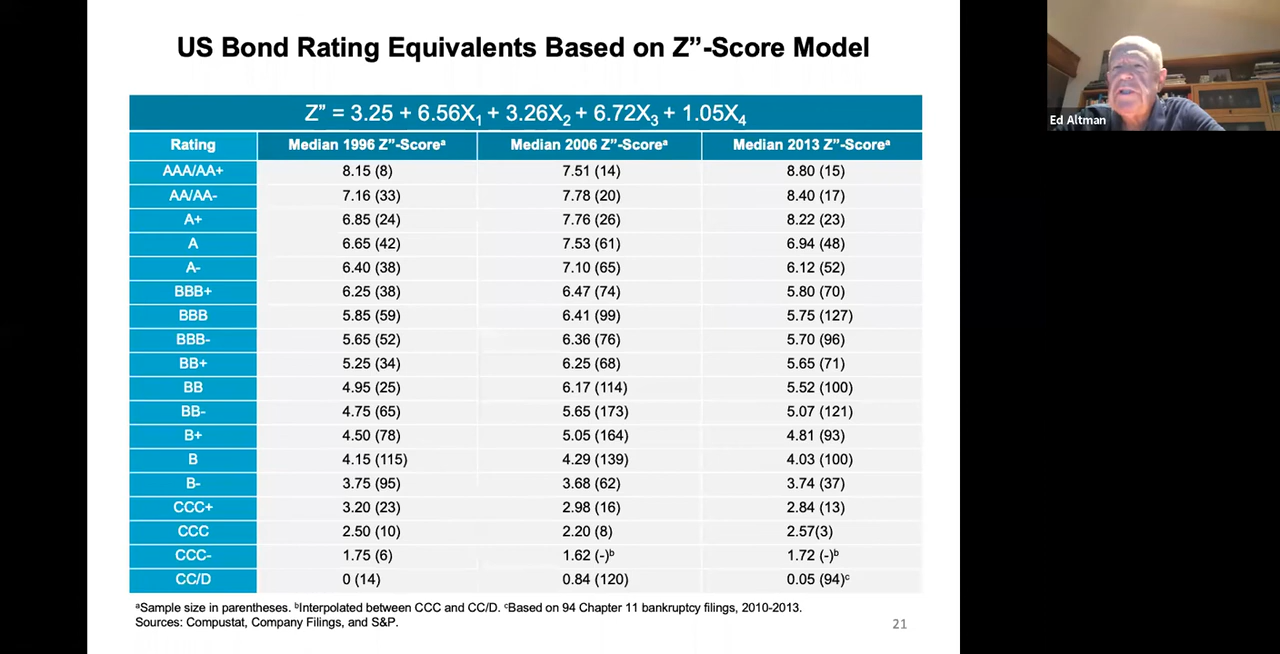 US Bond Rating Equivalents Based on Z”-Score Model
Z” = 3.25 + 6.56X₁ + 3.26X₂ + 6.72X₃ + 1.05X₄
Rating Median 1996 Z”-Scoreᵃ Median 2006 Z”-Scoreᵃ Median 2013 Z”-Scoreᵃ
AAA/AA+ 8.15 (8) 7.51 (14) 8.80 (15)
AA/AA- 7.16 (33) 7.78 (20) 8.40 (17)
A+ 6.85 (24) 7.76 (26) 8.22 (23)
A 6.65 (42) 7.53 (61) 6.94 (48)
A- 6.40 (38) 7.10 (65) 6.12 (52)
BBB+ 6.25 (38) 6.47 (74) 5.80 (70)
BBB 5.85 (59) 6.41 (99) 5.75 (127)
BBB- 5.65 (52) 6.36 (76) 5.70 (96)
BB+ 5.25 (34) 6.25 (68) 5.65 (71)
BB 4.95 (25) 6.17 (114) 5.52 (100)
BB- 4.75 (65) 5.65 (173) 5.07 (121)
B+ 4.50 (78) 5.05 (164) 4.81 (93)
B 4.15 (115) 4.29 (139) 4.03 (100)
B- 3.75 (95) 3.68 (62) 3.74 (37)
CCC+ 3.20 (23) 2.98 (16) 2.84 (13)
CCC 2.50 (10) 2.20 (8) 2.57(3)
CCC- 1.75 (6) 1.62 (-)ᵇ 1.72 (-)ᵇ
CC/D 0 (14) 0.84 (120) 0.05 (94)ᶜ
ᵃSample size in parentheses. ᵇInterpolated between CCC and CC/D. ᶜBased on 94 Chapter 11 bankruptcy filings, 2010-2013.
Sources: Compustat, Company Filings, and S&P.
21
Ed Altman